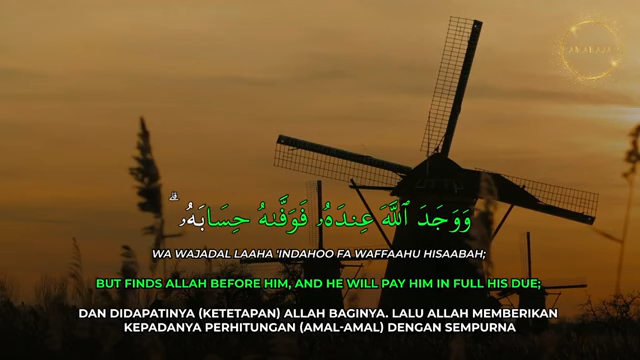 وَوَجَدَ ٱللَّهَ عِندَهُۥ فَوَفَّىٰهُ حِسَابَهُۥ ۗ
WA WAJADAL LAAHA 'INDAHOO FA WAFFAAHU HISAABAH;
BUT FINDS ALLAH BEFORE HIM, AND HE WILL PAY HIM IN FULL HIS DUE;
DAN DIDAPATINYA (KETETAPAN) ALLAH BAGINYA. LALU ALLAH MEMBERIKAN
KEPADANYA PERHITUNGAN (AMAL-AMAL) DENGAN SEMPURNA